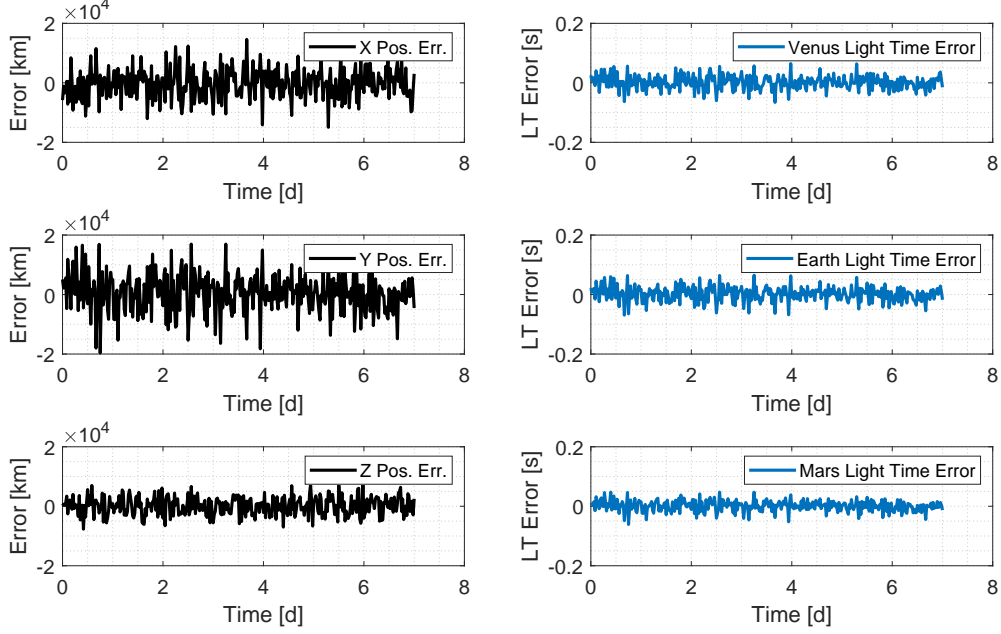 ×10⁴
2
0
-2
Error [km]
X Pos. Err.
0 2 4 6 8
Time [d]
0.2
0
-0.2
LT Error [s]
Venus Light Time Error
0 2 4 6 8
Time [d]
×10⁴
2
0
-2
Error [km]
Y Pos. Err.
0 2 4 6 8
Time [d]
0.2
0
-0.2
LT Error [s]
Earth Light Time Error
0 2 4 6 8
Time [d]
×10⁴
2
0
-2
Error [km]
Z Pos. Err.
0 2 4 6 8
Time [d]
0.2
0
-0.2
LT Error [s]
Mars Light Time Error
0 2 4 6 8
Time [d]